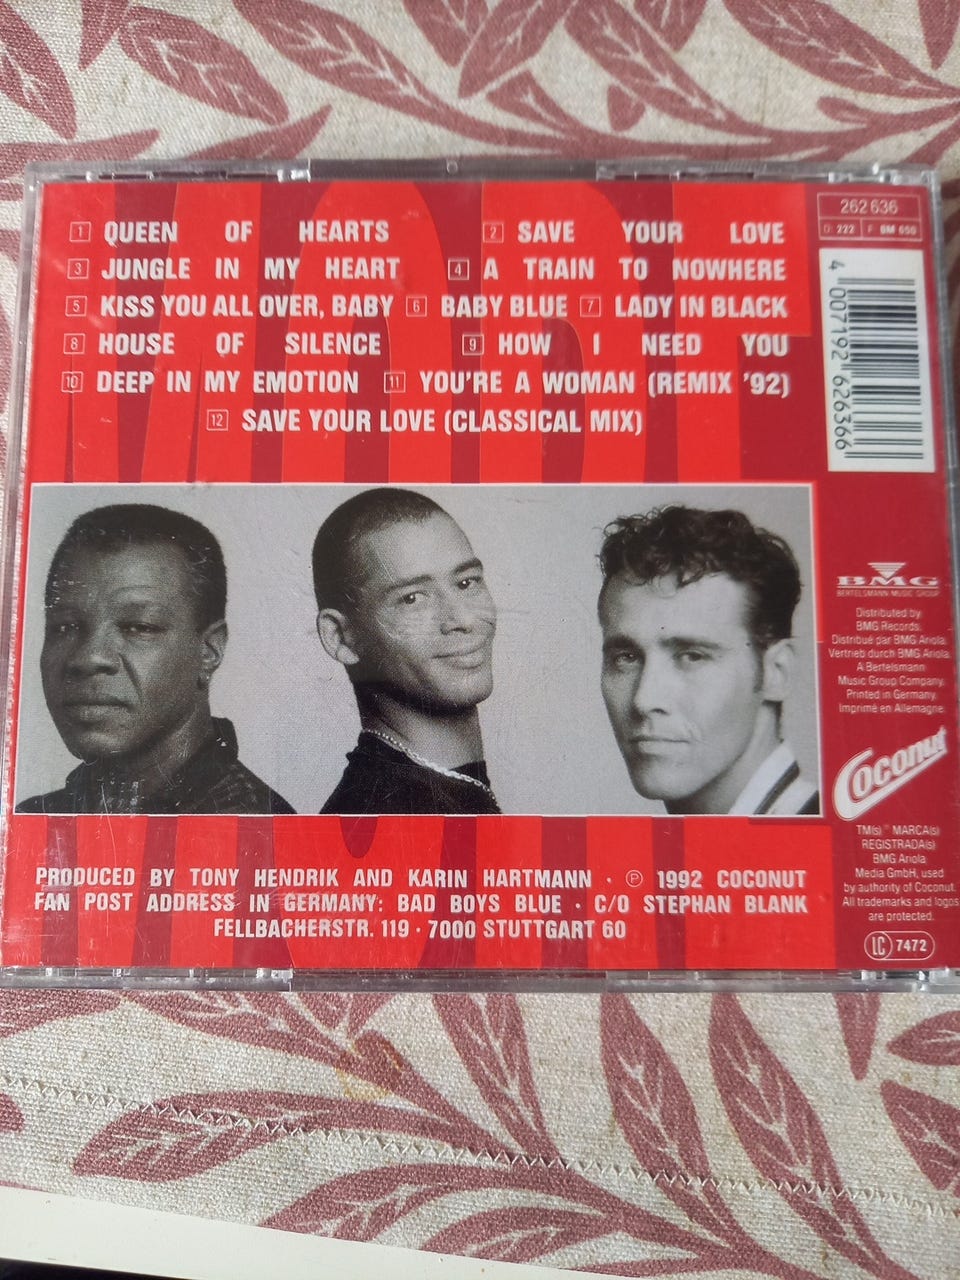 1 QUEEN OF HEARTS 2 SAVE YOUR LOVE
3 JUNGLE IN MY HEART 4 A TRAIN TO NOWHERE
5 KISS YOU ALL OVER, BABY 6 BABY BLUE 7 LADY IN BLACK
8 HOUSE OF SILENCE 9 HOW I NEED YOU
10 DEEP IN MY EMOTION 11 YOU'RE A WOMAN (REMIX '92)
12 SAVE YOUR LOVE (CLASSICAL MIX)
262 636
D: 222 F: BM 650
4 007192 626366
BMG
BERTELSMANN MUSIC GROUP
Distributed by
BMG Records.
Distribué par BMG Ariola.
Vertrieb durch BMG Ariola.
A Bertelsmann
Music Group Company.
Printed in Germany.
Imprimé en Allemagne.
Coconut
TM(s)® MARCA(s)
REGISTRADA(s)
BMG Ariola
Media GmbH, used
by authority of Coconut.
All trademarks and logos
are protected.
LC 7472
PRODUCED BY TONY HENDRIK AND KARIN HARTMANN · ℗ 1992 COCONUT
FAN POST ADDRESS IN GERMANY: BAD BOYS BLUE · C/O STEPHAN BLANK
FELLBACHERSTR. 119 · 7000 STUTTGART 60